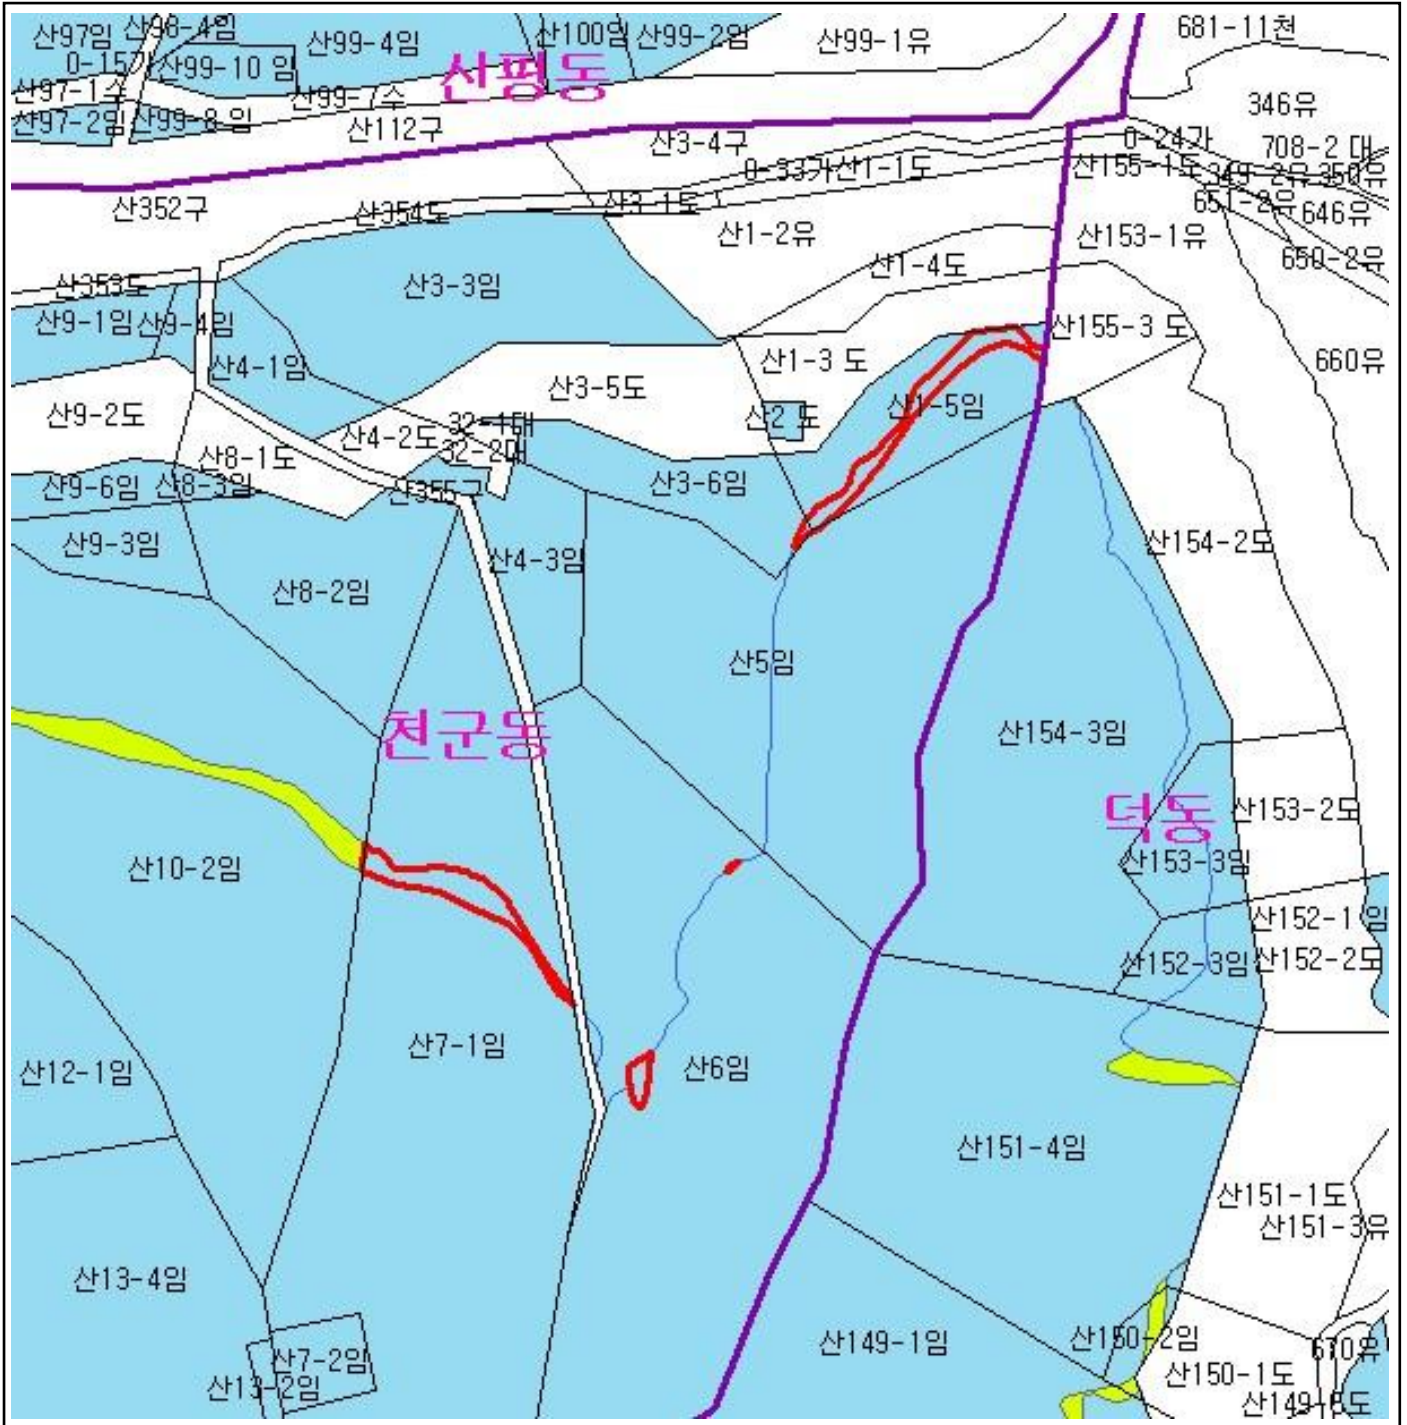 산97임
산98-4임
산99-4임
산100임
산99-2임
산99-1유
681-11천
0-157
산99-10 임
신평동
산97-1수
산99-7수
346유
산97-2임
산99-8 임
산112구
산3-4구
0-24가
708-2 대
0-33가
산1-1도
산155-1도
349-2유
350유
산352구
산354도
산3-1도
651-2유
646유
산1-2유
산153-1유
650-2유
산1-4도
산353도
산3-3임
산9-1임
산9-4임
산155-3 도
산4-1임
산1-3 도
660유
산3-5도
산9-2도
산2 도
산1-5임
32-1대
산4-2도
32-2대
산8-1도
산9-6임
산8-3임
산355구
산3-6임
산9-3임
산4-3임
산154-2도
산8-2임
산5임
천군동
산154-3임
덕동
산153-2도
산10-2임
산153-3임
산152-1 임
산152-3임
산152-2도
산7-1임
산6임
산12-1임
산151-4임
산151-1도
산151-3유
산13-4임
산149-1임
산150-2임
670유
산7-2임
산13-2임
산150-1도